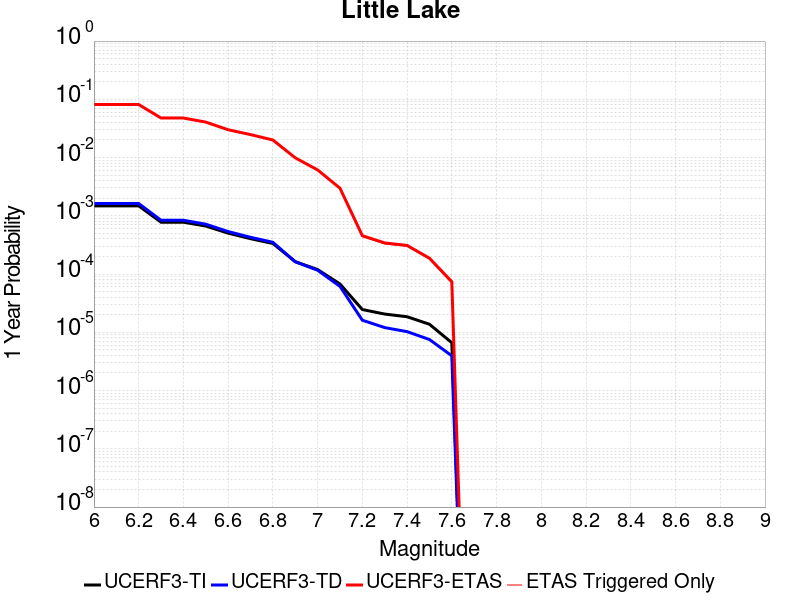 Little Lake
10^0
10^-1
10^-2
10^-3
10^-4
10^-5
10^-6
10^-7
10^-8
1 Year Probability
6 6.2 6.4 6.6 6.8 7 7.2 7.4 7.6 7.8 8 8.2 8.4 8.6 8.8 9
Magnitude
UCERF3-TI UCERF3-TD UCERF3-ETAS ETAS Triggered Only